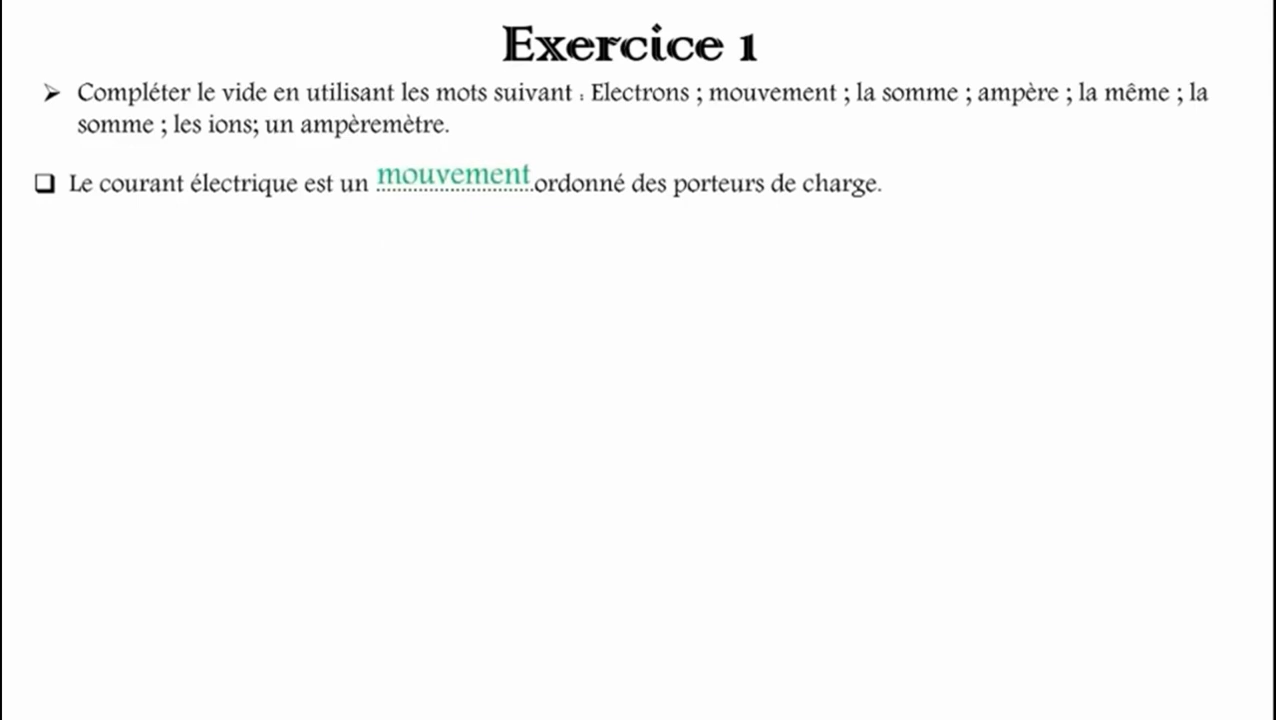 Exercice 1
➢ Compléter le vide en utilisant les mots suivant : Electrons ; mouvement ; la somme ; ampère ; la même ; la
somme ; les ions; un ampèremètre.
❑ Le courant électrique est un mouvement ordonné des porteurs de charge.